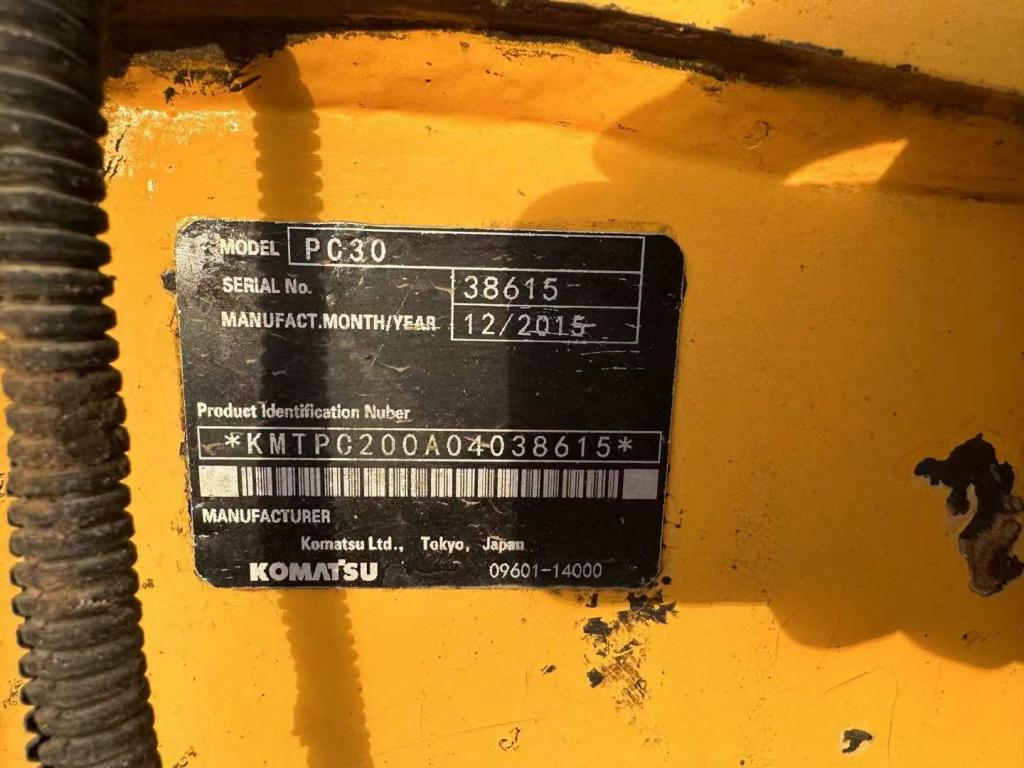 MODEL PC30
SERIAL No. 38615
MANUFACT.MONTH/YEAR 12/2015
Product Identification Nuber
*KMTPC200A04038615*
MANUFACTURER
Komatsu Ltd., Tokyo, Japan
KOMATSU 09601-14000